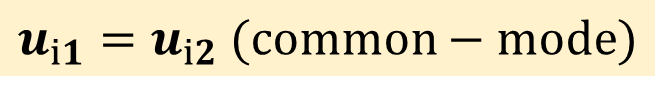 u_i1 = u_i2 (common − mode)